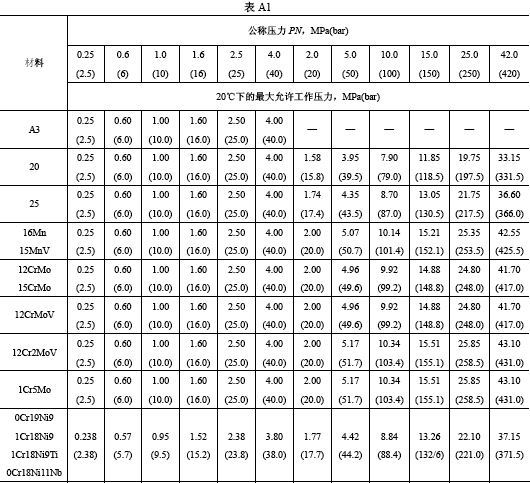 表 A1
公称压力 PN，MPa(bar)
材料 0.25 0.6 1.0 1.6 2.5 4.0 2.0 5.0 10.0 15.0 25.0 42.0
(2.5) (6) (10) (16) (25) (40) (20) (50) (100) (150) (250) (420)
20℃下的最大允许工作压力，MPa(bar)
A3 0.25 0.60 1.00 1.60 2.50 4.00 — — — — — —
(2.5) (6.0) (10.0) (16.0) (25.0) (40.0)
20 0.25 0.60 1.00 1.60 2.50 4.00 1.58 3.95 7.90 11.85 19.75 33.15
(2.5) (6.0) (10.0) (16.0) (25.0) (40.0) (15.8) (39.5) (79.0) (118.5) (197.5) (331.5)
25 0.25 0.60 1.00 1.60 2.50 4.00 1.74 4.35 8.70 13.05 21.75 36.60
(2.5) (6.0) (10.0) (16.0) (25.0) (40.0) (17.4) (43.5) (87.0) (130.5) (217.5) (366.0)
16Mn 0.25 0.60 1.00 1.60 2.50 4.00 2.00 5.07 10.14 15.21 25.35 42.55
15MnV (2.5) (6.0) (10.0) (16.0) (25.0) (40.0) (20.0) (50.7) (101.4) (152.1) (253.5) (425.5)
12CrMo 0.25 0.60 1.00 1.60 2.50 4.00 2.00 4.96 9.92 14.88 24.80 41.70
15CrMo (2.5) (6.0) (10.0) (16.0) (25.0) (40.0) (20.0) (49.6) (99.2) (148.8) (248.0) (417.0)
12CrMoV 0.25 0.60 1.00 1.60 2.50 4.00 2.00 4.96 9.92 14.88 24.80 41.70
(2.5) (6.0) (10.0) (16.0) (25.0) (40.0) (20.0) (49.6) (99.2) (148.8) (248.0) (417.0)
12Cr2MoV 0.25 0.60 1.00 1.60 2.50 4.00 2.00 5.17 10.34 15.51 25.85 43.10
(2.5) (6.0) (10.0) (16.0) (25.0) (40.0) (20.0) (51.7) (103.4) (155.1) (258.5) (431.0)
1Cr5Mo 0.25 0.60 1.00 1.60 2.50 4.00 2.00 5.17 10.34 15.51 25.85 43.10
(2.5) (6.0) (10.0) (16.0) (25.0) (40.0) (20.0) (51.7) (103.4) (155.1) (258.5) (431.0)
0Cr19Ni9
1Cr18Ni9 0.238 0.57 0.95 1.52 2.38 3.80 1.77 4.42 8.84 13.26 22.10 37.15
1Cr18Ni9Ti (2.38) (5.7) (9.5) (15.2) (23.8) (38.0) (17.7) (44.2) (88.4) (132/6) (221.0) (371.5)
0Cr18Ni11Nb